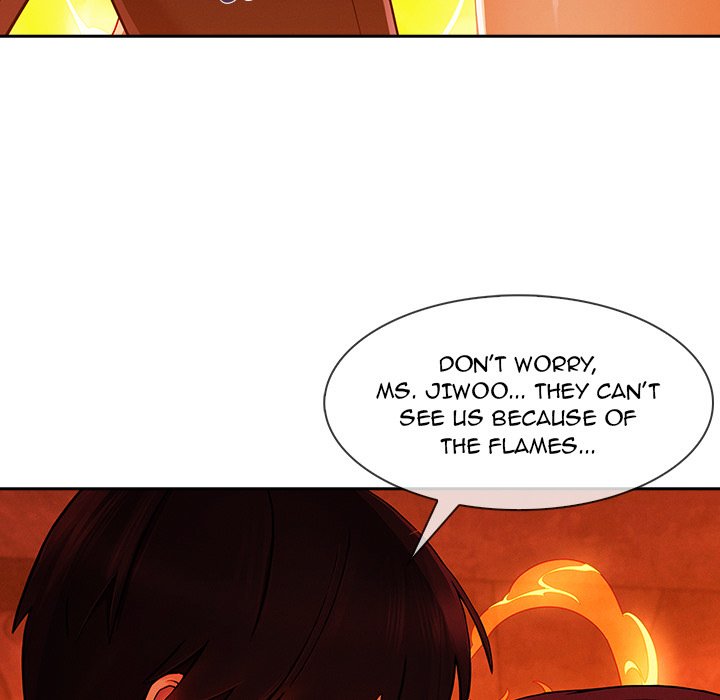 DON'T WORRY,
MS. JIWOO... THEY CAN'T
SEE US BECAUSE OF
THE FLAMES...